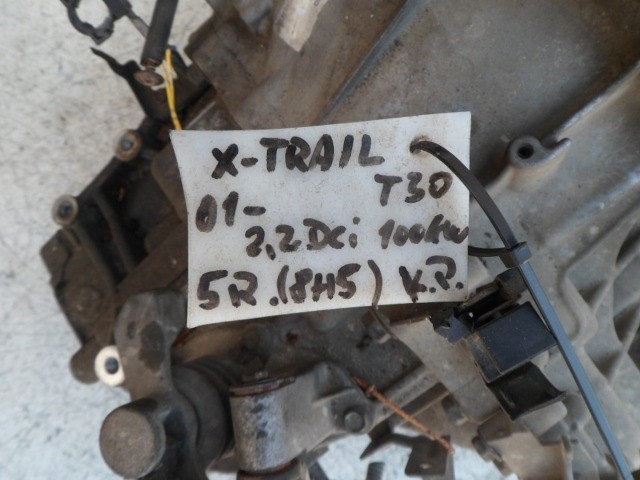 X-TRAIL
T30
01-
2,2 DCi 100kw
5R. (8H5) K.P.